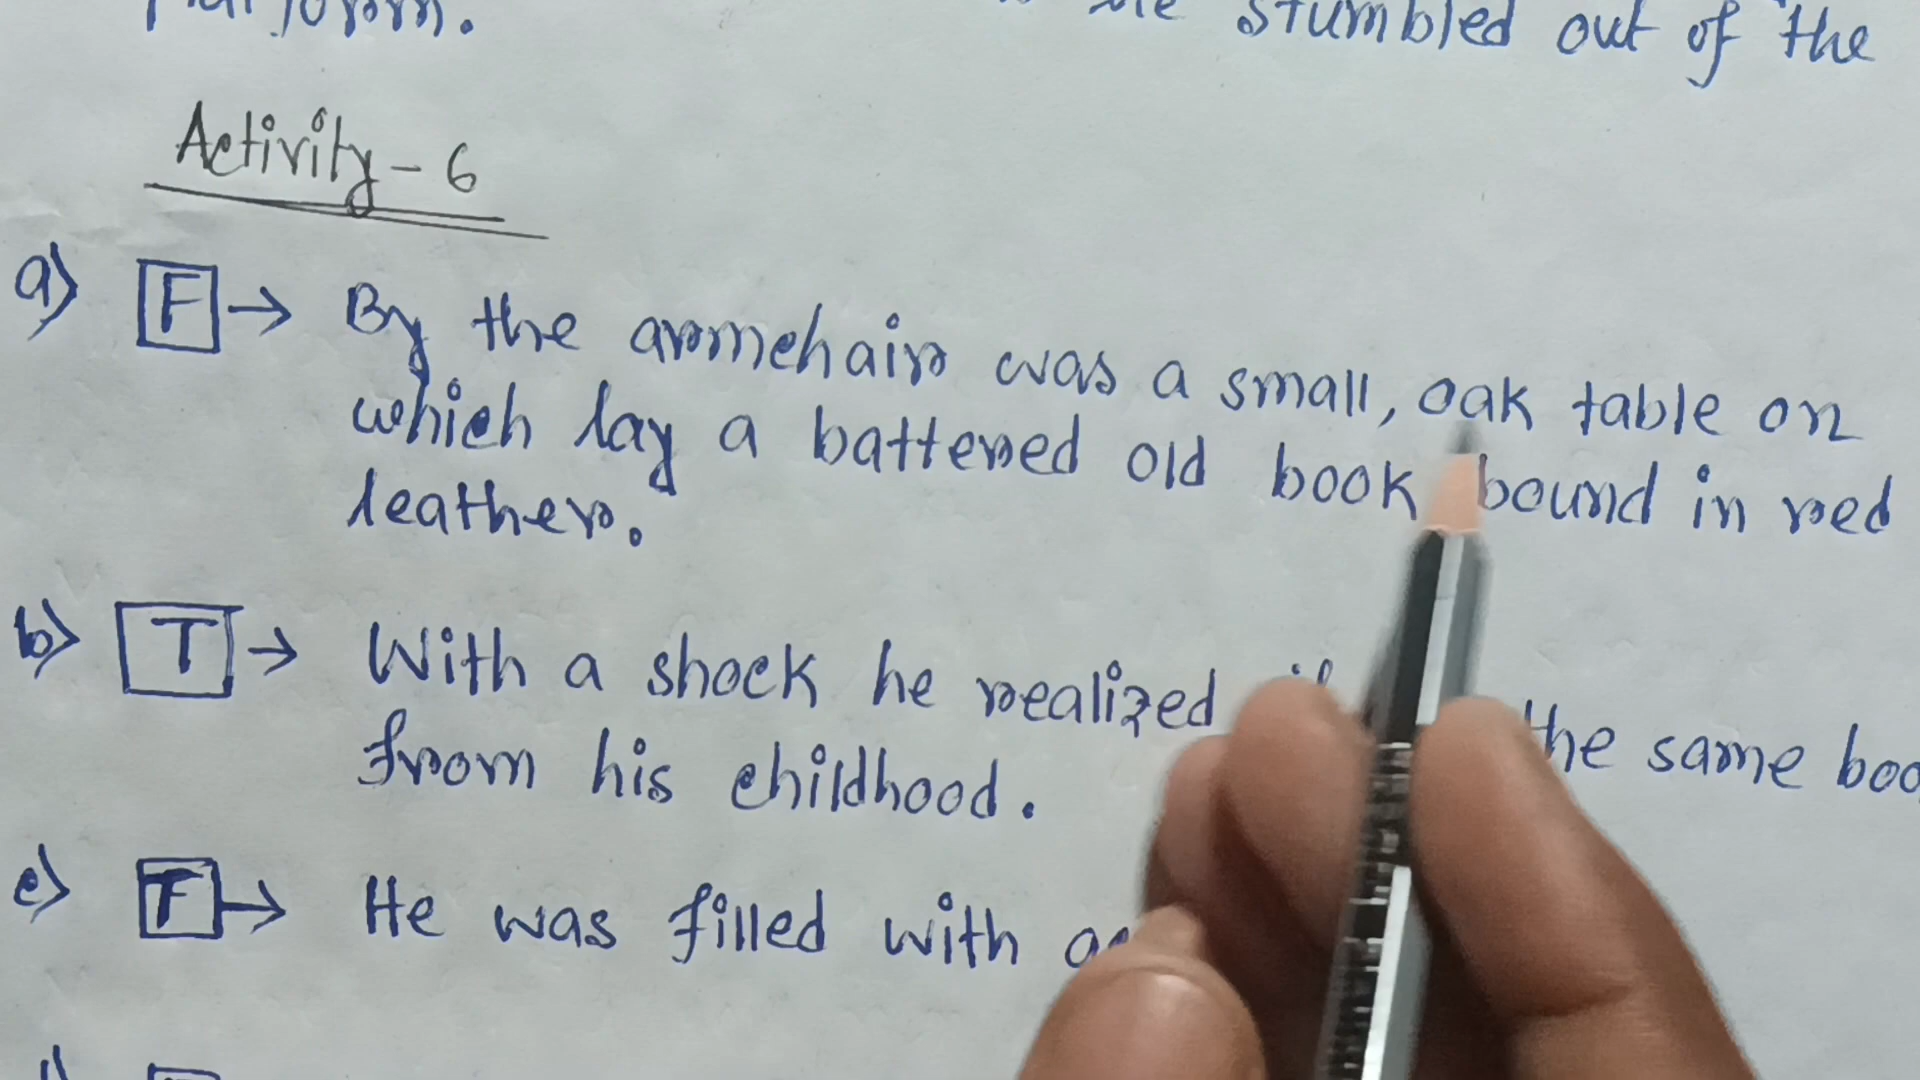 stumbled out of the
Activity - 6
a) F → By the armchair was a small, oak table on
which lay a battered old book bound in red
leather.
b) T → With a shock he realized the same
from his childhood.
c) F → He was filled with